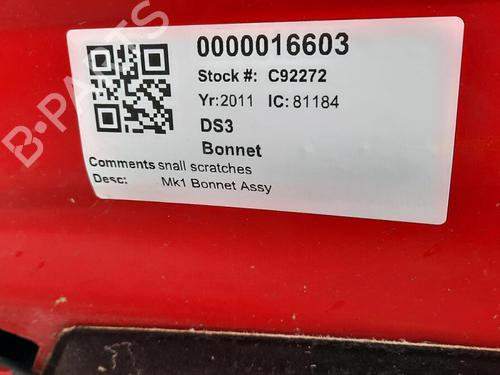 0000016603
Stock #: C92272
Yr:2011 IC:81184
DS3
Bonnet
Comments snall scratches
Desc: Mk1 Bonnet Assy
B-PARTS